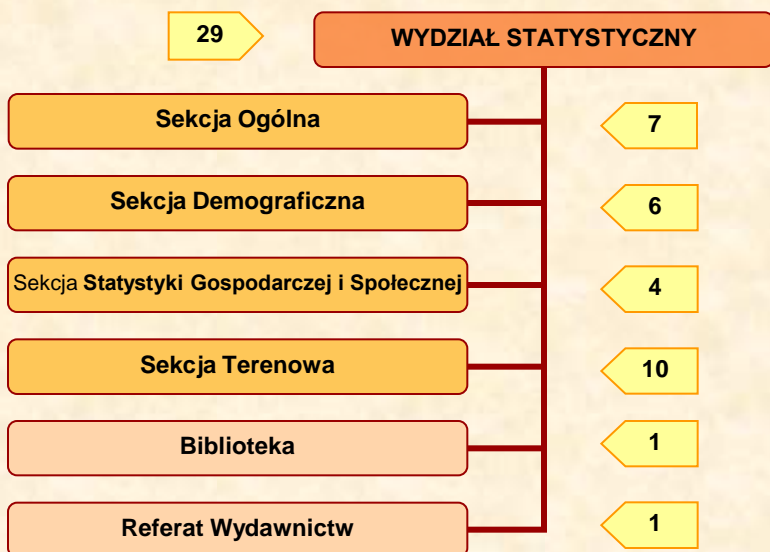 29
WYDZIAŁ STATYSTYCZNY
Sekcja Ogólna
7
Sekcja Demograficzna
6
Sekcja Statystyki Gospodarczej i Społecznej
4
Sekcja Terenowa
10
Biblioteka
1
Referat Wydawnictw
1